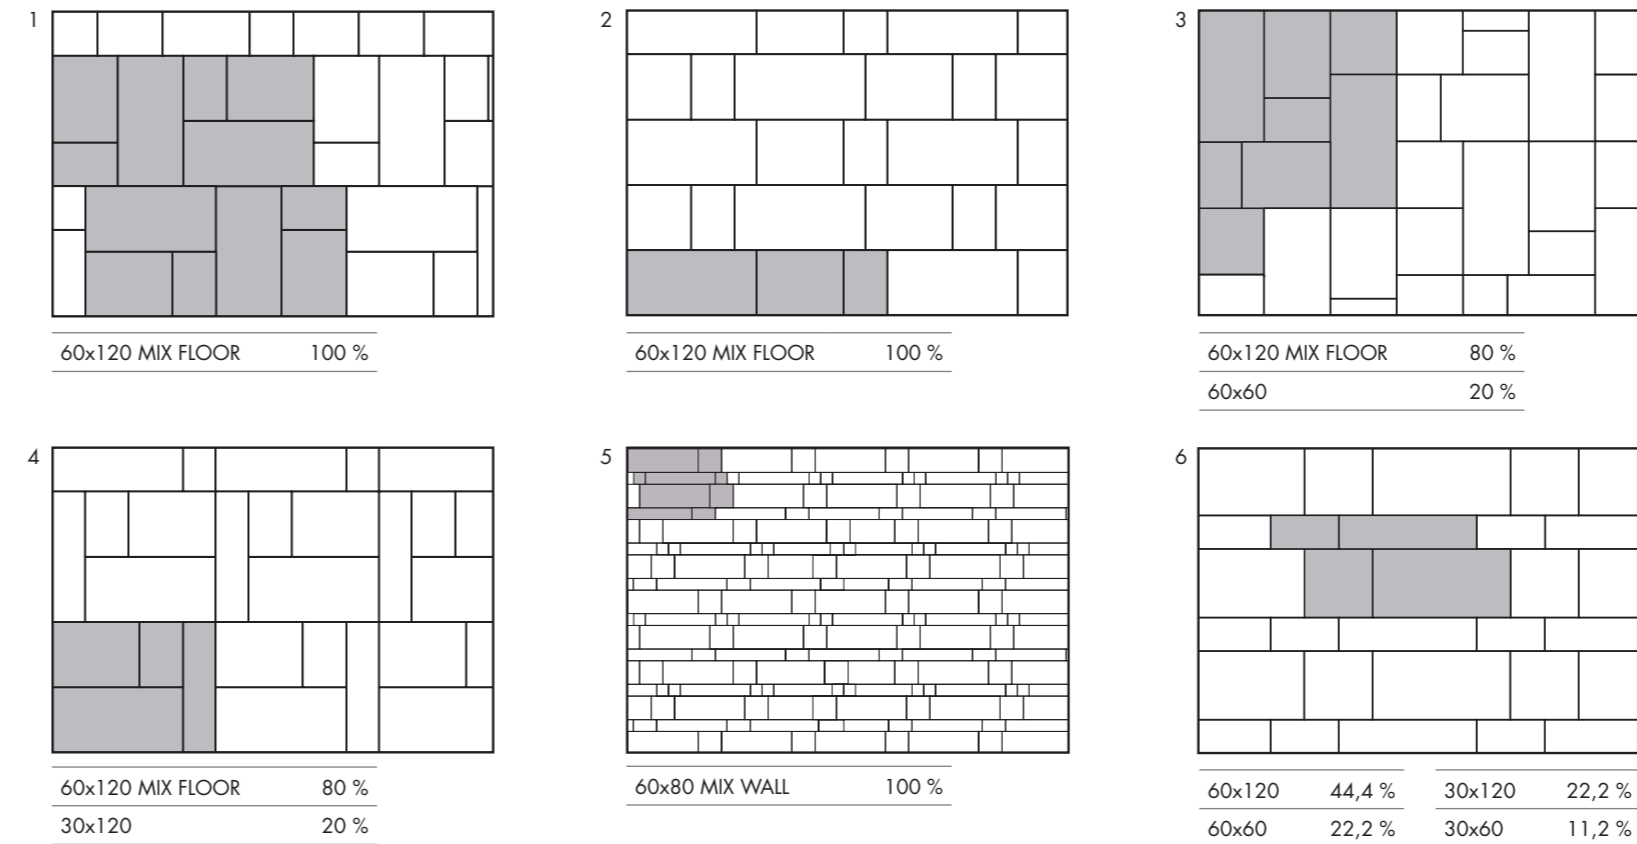 1
60x120 MIX FLOOR 100 %
2
60x120 MIX FLOOR 100 %
3
60x120 MIX FLOOR 80 %
60x60 20 %
4
60x120 MIX FLOOR 80 %
30x120 20 %
5
60x80 MIX WALL 100 %
6
60x120 44,4 % 30x120 22,2 %
60x60 22,2 % 30x60 11,2 %